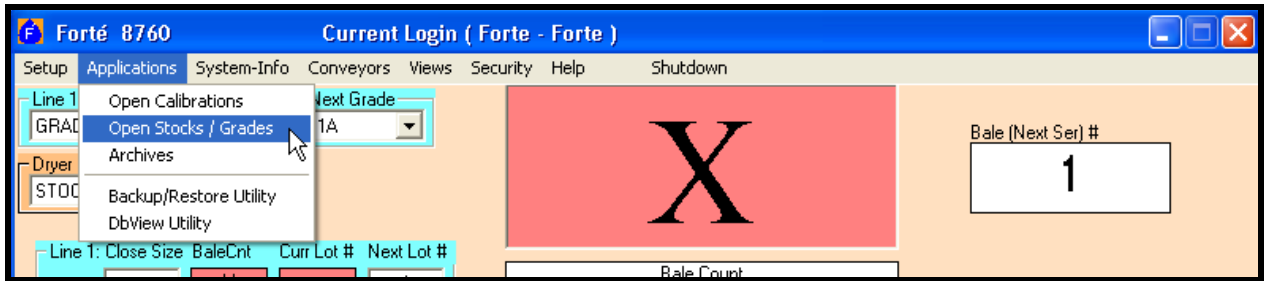 F Forté 8760 Current Login ( Forte - Forte )
Setup Applications System-Info Conveyors Views Security Help Shutdown
Line 1 Next Grade
GRAD 1A
Open Calibrations
Open Stocks / Grades
Archives
Backup/Restore Utility
DbView Utility
Dryer
STOC
X
Bale (Next Ser) #
1
Line 1: Close Size BaleCnt Curr Lot # Next Lot #
Bale Count